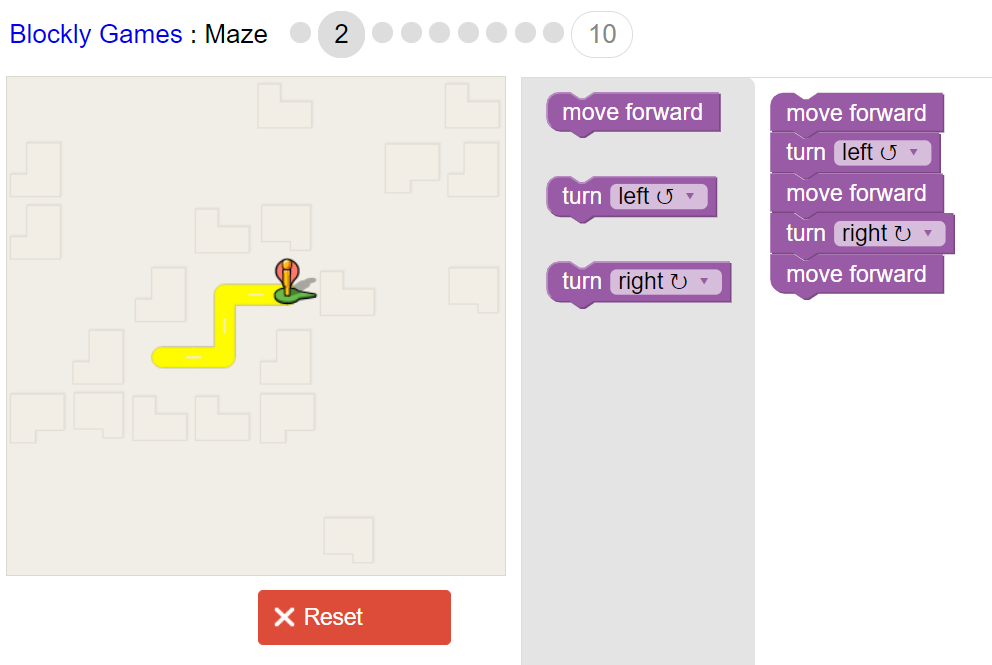 Blockly Games : Maze 2 10
move forward
turn left ↺ ▼
turn right ↻ ▼
move forward
turn left ↺ ▼
move forward
turn right ↻ ▼
move forward
Reset